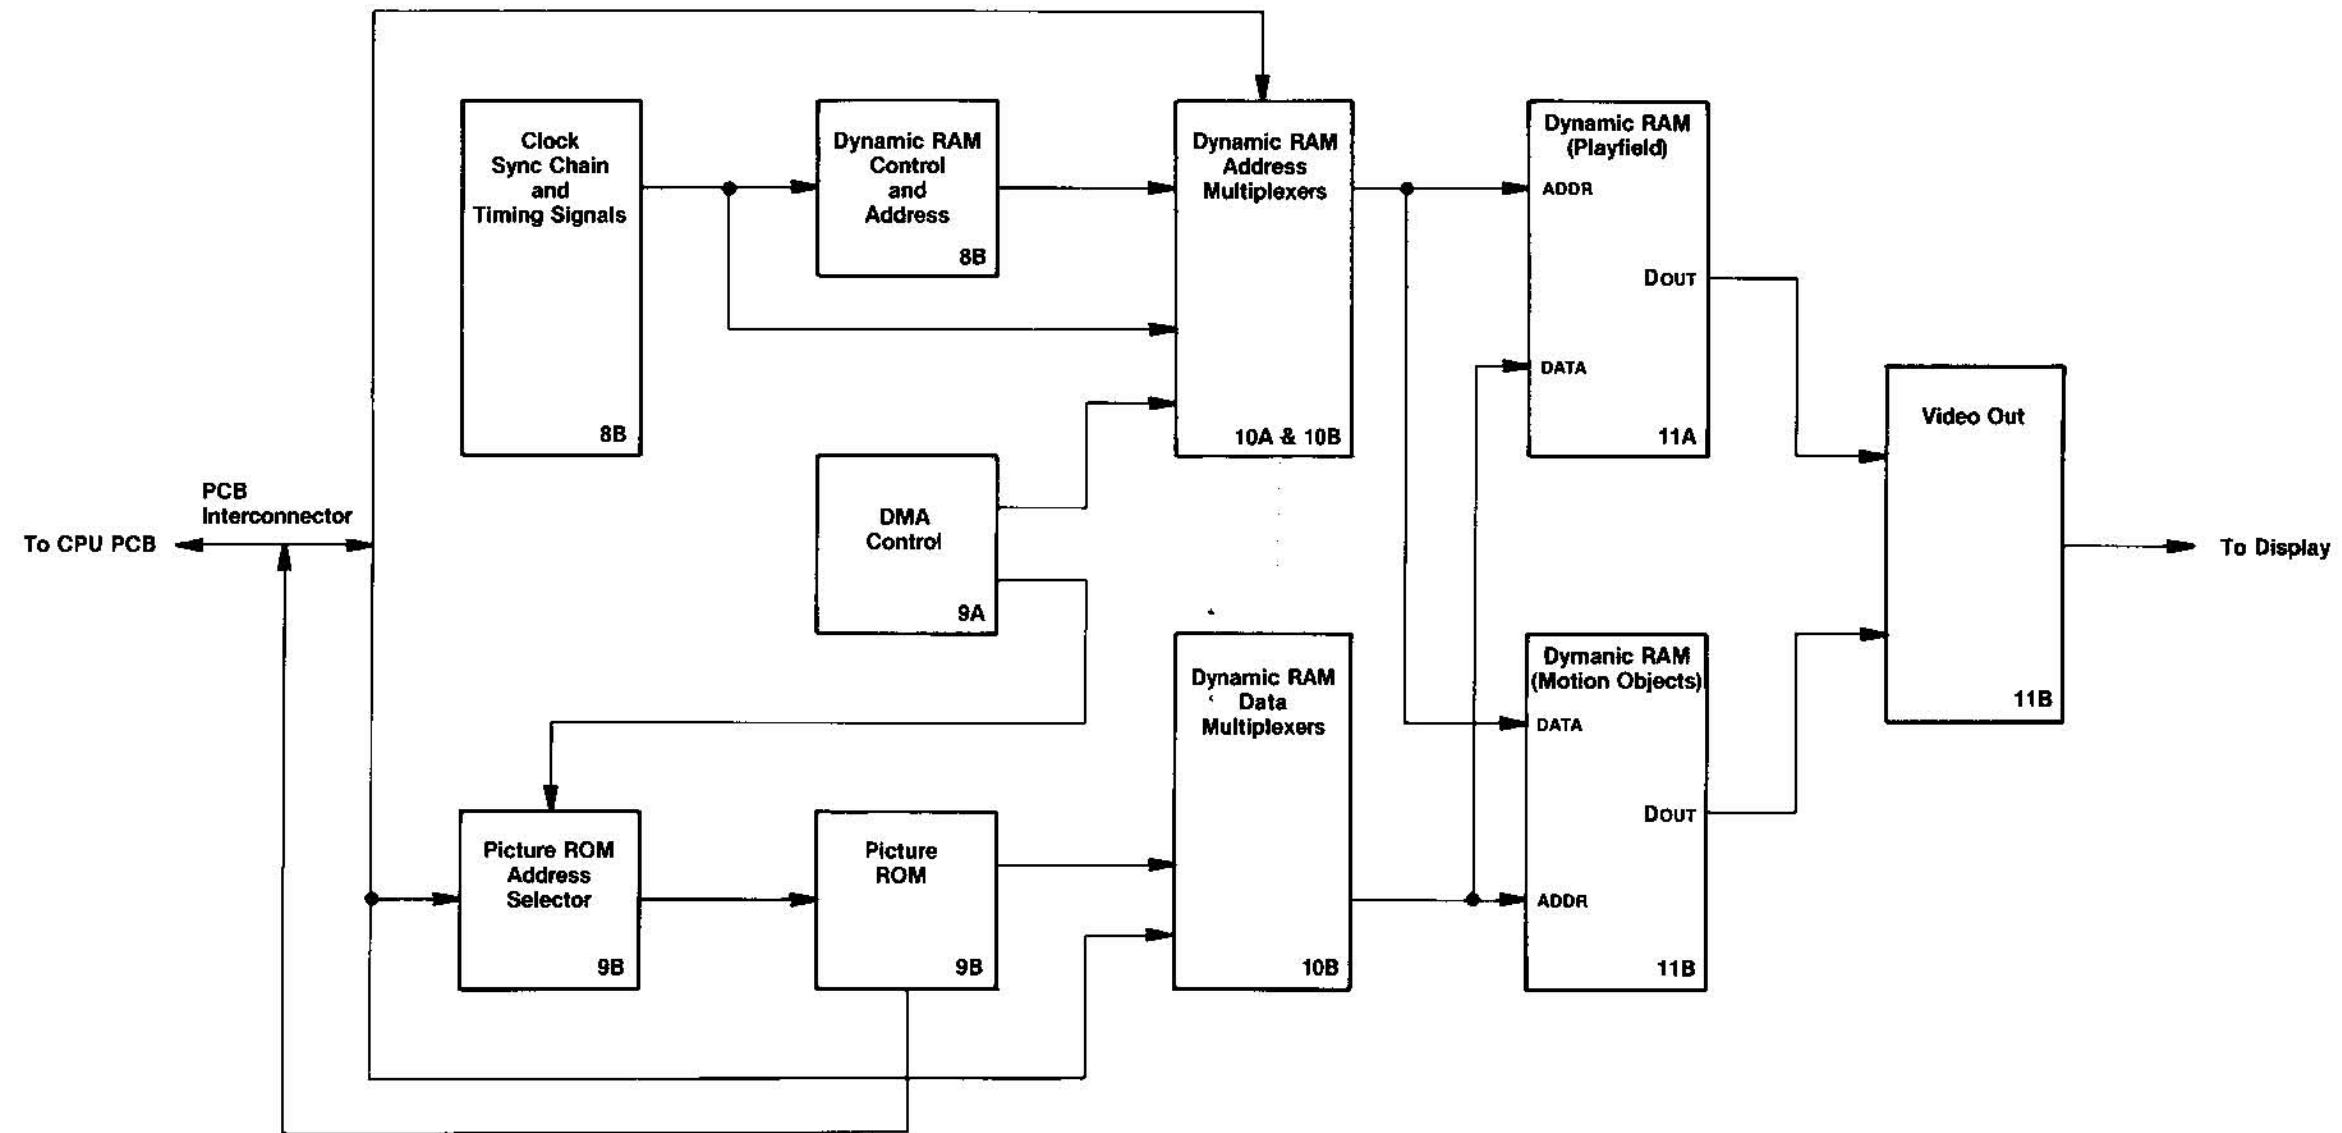 Clock
Sync Chain
and
Timing Signals
8B
Dynamic RAM
Control
and
Address
8B
Dynamic RAM
Address
Multiplexers
10A & 10B
Dynamic RAM
(Playfield)
ADDR
DOUT
DATA
11A
Video Out
11B
To Display
PCB
Interconnector
To CPU PCB
DMA
Control
9A
Dynamic RAM
Data
Multiplexers
10B
Dymanic RAM
(Motion Objects)
DATA
DOUT
ADDR
11B
Picture ROM
Address
Selector
9B
Picture
ROM
9B